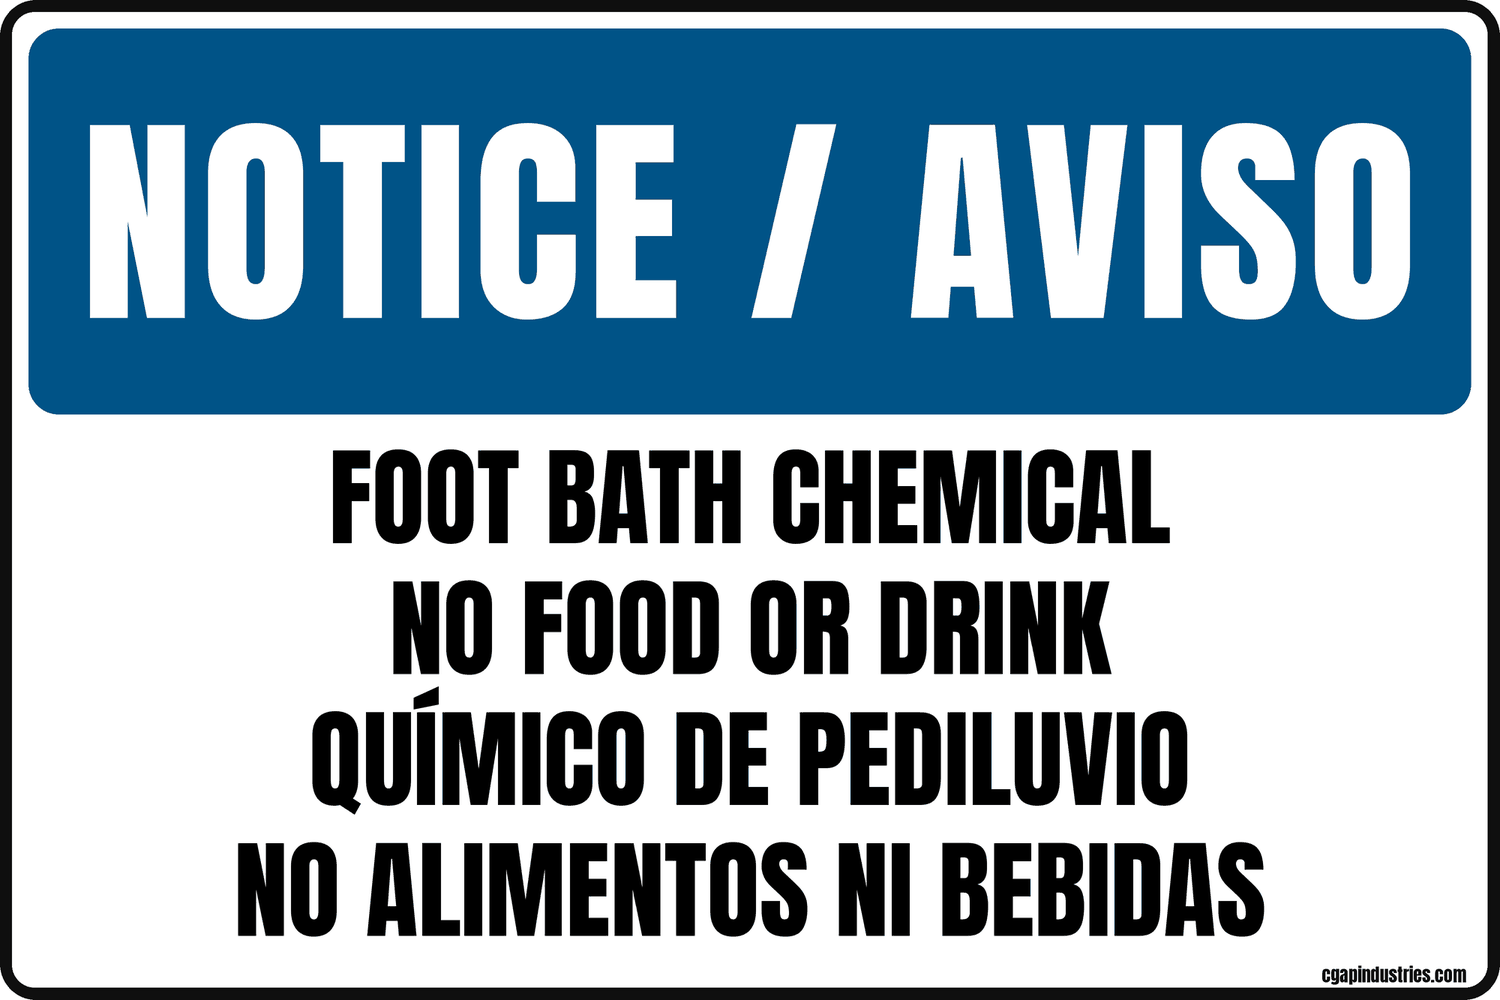 NOTICE / AVISO
FOOT BATH CHEMICAL
NO FOOD OR DRINK
QUÍMICO DE PEDILUVIO
NO ALIMENTOS NI BEBIDAS
cgapindustries.com